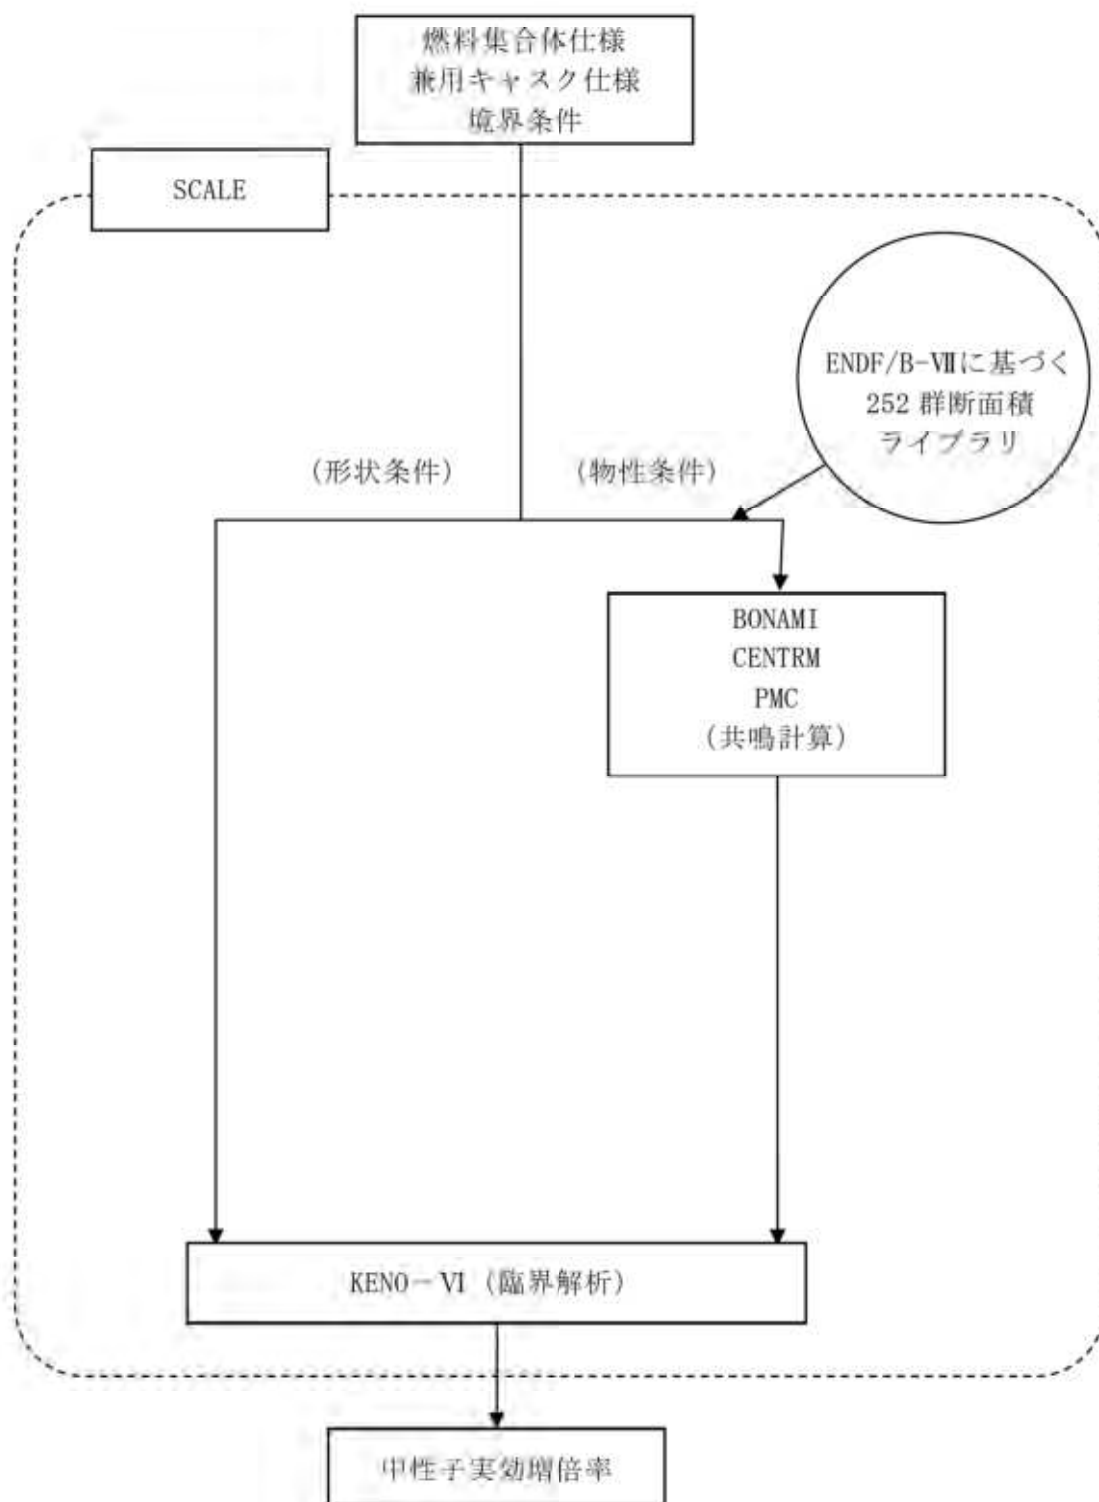 燃料集合体仕様
兼用キャスク仕様
境界条件
SCALE
ENDF/B-Ⅶに基づく
252 群断面積
ライブラリ
（形状条件）
（物性条件）
BONAMI
CENTRM
PMC
（共鳴計算）
KENO－Ⅵ（臨界解析）
中性子実効増倍率